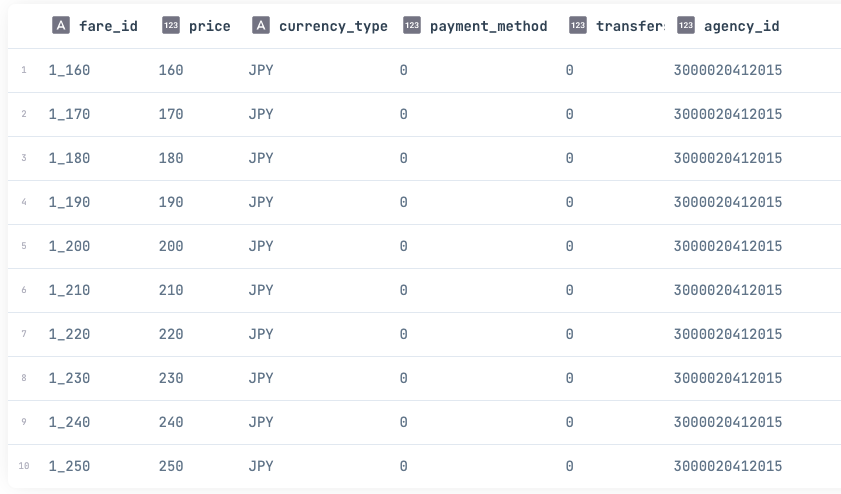 A fare_id 123 price A currency_type 123 payment_method 123 transfer 123 agency_id
1 1_160 160 JPY 0 0 3000020412015
2 1_170 170 JPY 0 0 3000020412015
3 1_180 180 JPY 0 0 3000020412015
4 1_190 190 JPY 0 0 3000020412015
5 1_200 200 JPY 0 0 3000020412015
6 1_210 210 JPY 0 0 3000020412015
7 1_220 220 JPY 0 0 3000020412015
8 1_230 230 JPY 0 0 3000020412015
9 1_240 240 JPY 0 0 3000020412015
10 1_250 250 JPY 0 0 3000020412015